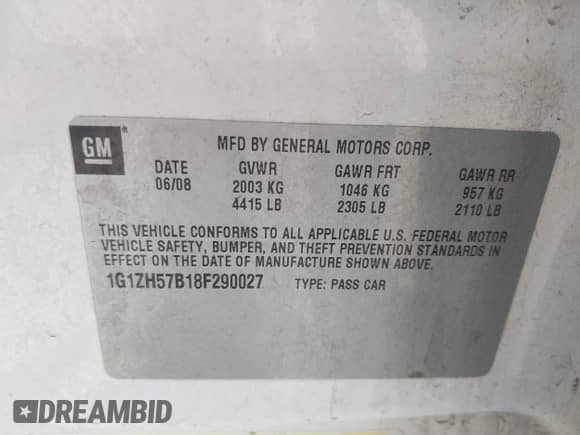 GM®
MFD BY GENERAL MOTORS CORP.
DATE GVWR GAWR FRT GAWR RR
06/08 2003 KG 1046 KG 957 KG
4415 LB 2305 LB 2110 LB
THIS VEHICLE CONFORMS TO ALL APPLICABLE U.S. FEDERAL MOTOR
VEHICLE SAFETY, BUMPER, AND THEFT PREVENTION STANDARDS
IN EFFECT ON THE DATE OF MANUFACTURE SHOWN ABOVE.
1G1ZH57B18F290027 TYPE: PASS CAR
DREAMBID